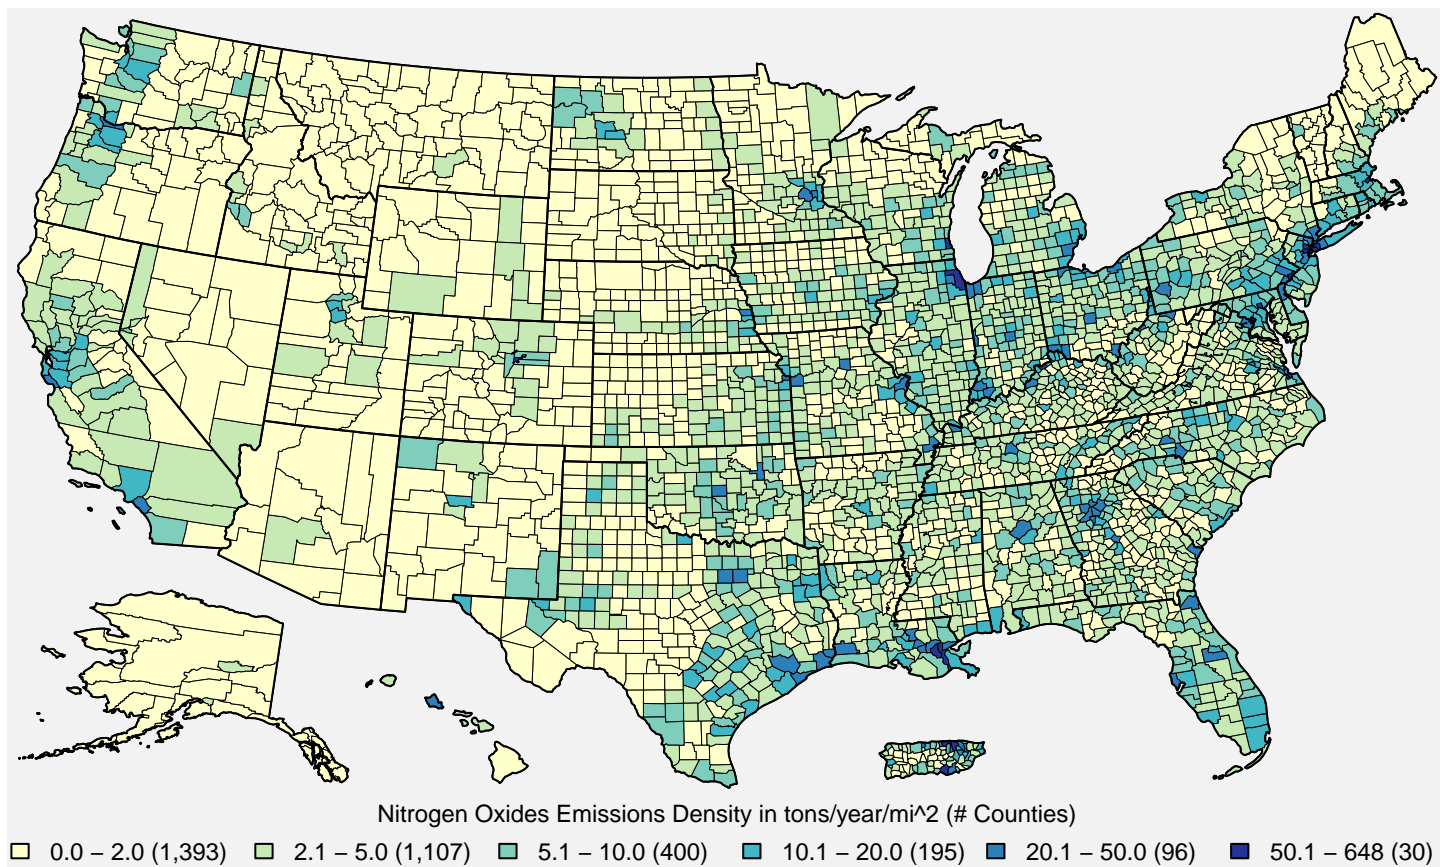 Nitrogen Oxides Emissions Density in tons/year/mi^2 (# Counties)
0.0 − 2.0 (1,393) 2.1 − 5.0 (1,107) 5.1 − 10.0 (400) 10.1 − 20.0 (195) 20.1 − 50.0 (96) 50.1 − 648 (30)